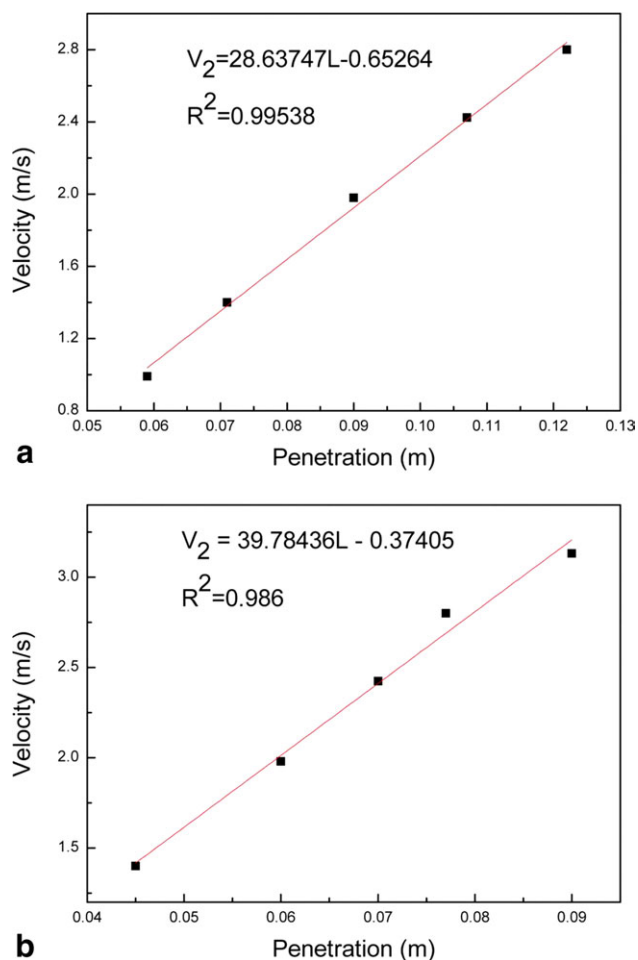 2.8
2.4
2.0
1.6
1.2
0.8
Velocity (m/s)
V₂=28.63747L-0.65264
R²=0.99538
0.05 0.06 0.07 0.08 0.09 0.10 0.11 0.12 0.13
Penetration (m)
a
3.0
2.5
2.0
1.5
Velocity (m/s)
V₂ = 39.78436L - 0.37405
R²=0.986
0.04 0.05 0.06 0.07 0.08 0.09
Penetration (m)
b